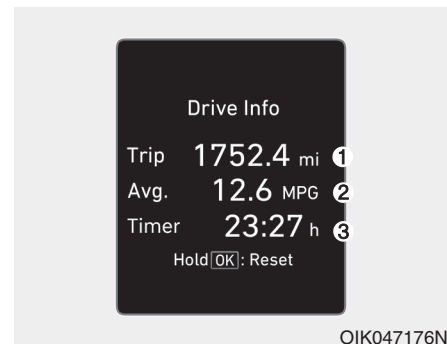 Drive Info
Trip 1752.4 mi ①
Avg. 12.6 MPG ②
Timer 23:27 h ③
Hold OK : Reset
OIK047176N